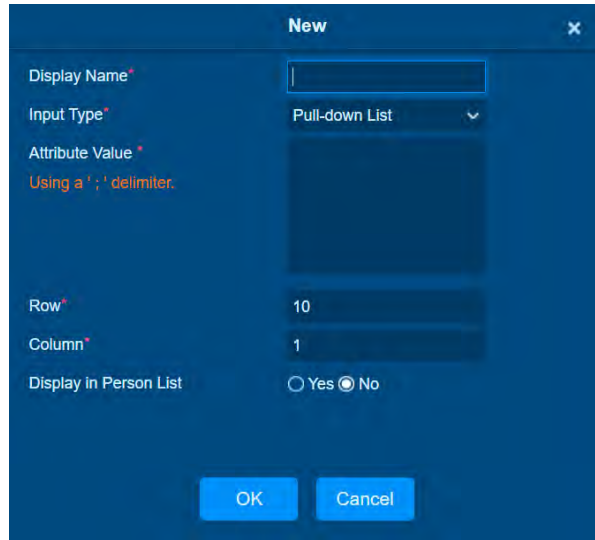 New
×
Display Name*
Input Type* Pull-down List
Attribute Value *
Using a ' ; ' delimiter.
Row* 10
Column* 1
Display in Person List Yes No
OK Cancel